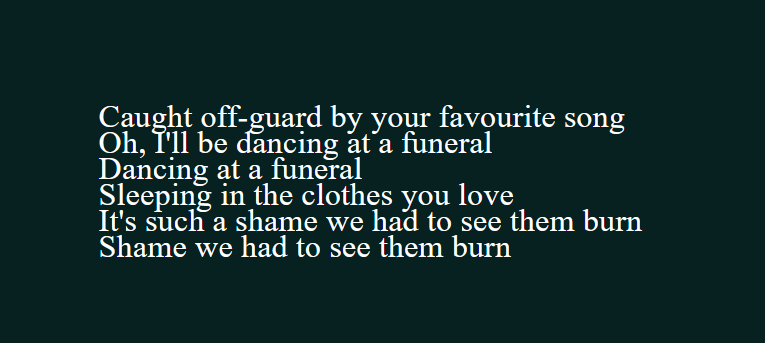 Caught off-guard by your favourite song
Oh, I'll be dancing at a funeral
Dancing at a funeral
Sleeping in the clothes you love
It's such a shame we had to see them burn
Shame we had to see them burn